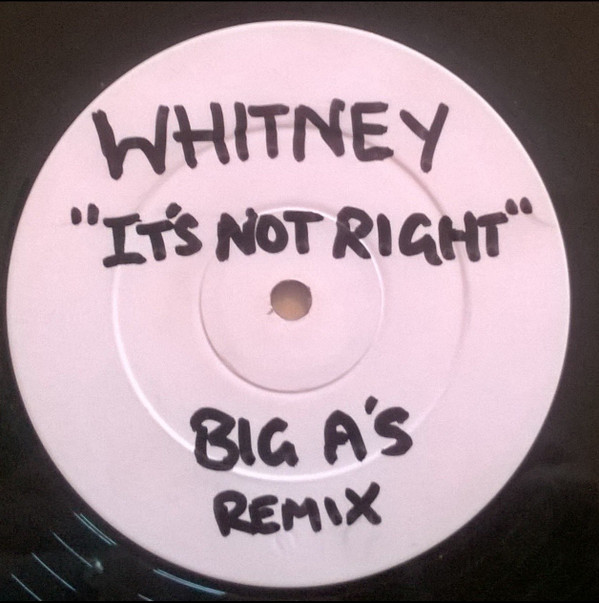 WHITNEY
"IT'S NOT RIGHT"
BIG A'S
REMIX